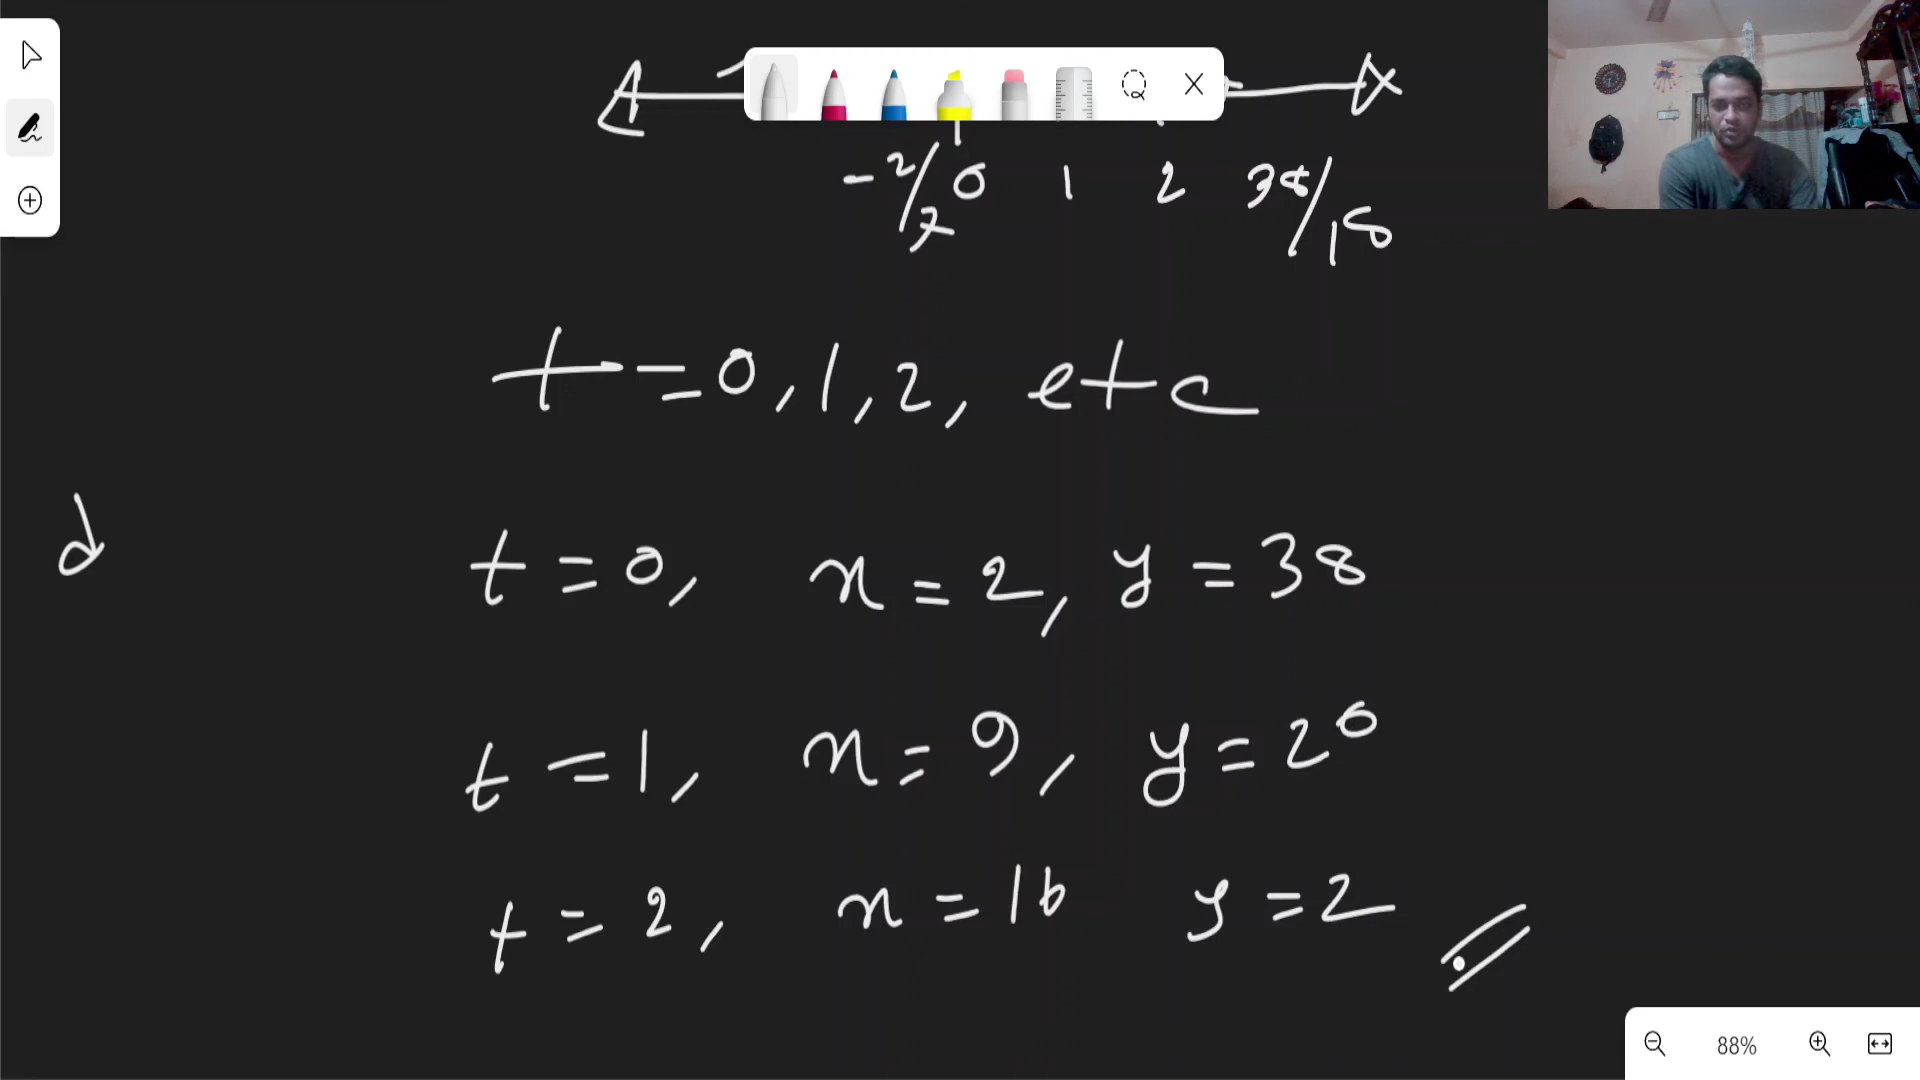 -2/7 0 1 2 38/18
t=0,1,2, etc
d
t=0, x=2, y=38
t=1, x=9, y=20
t=2, x=16 y=2
88%